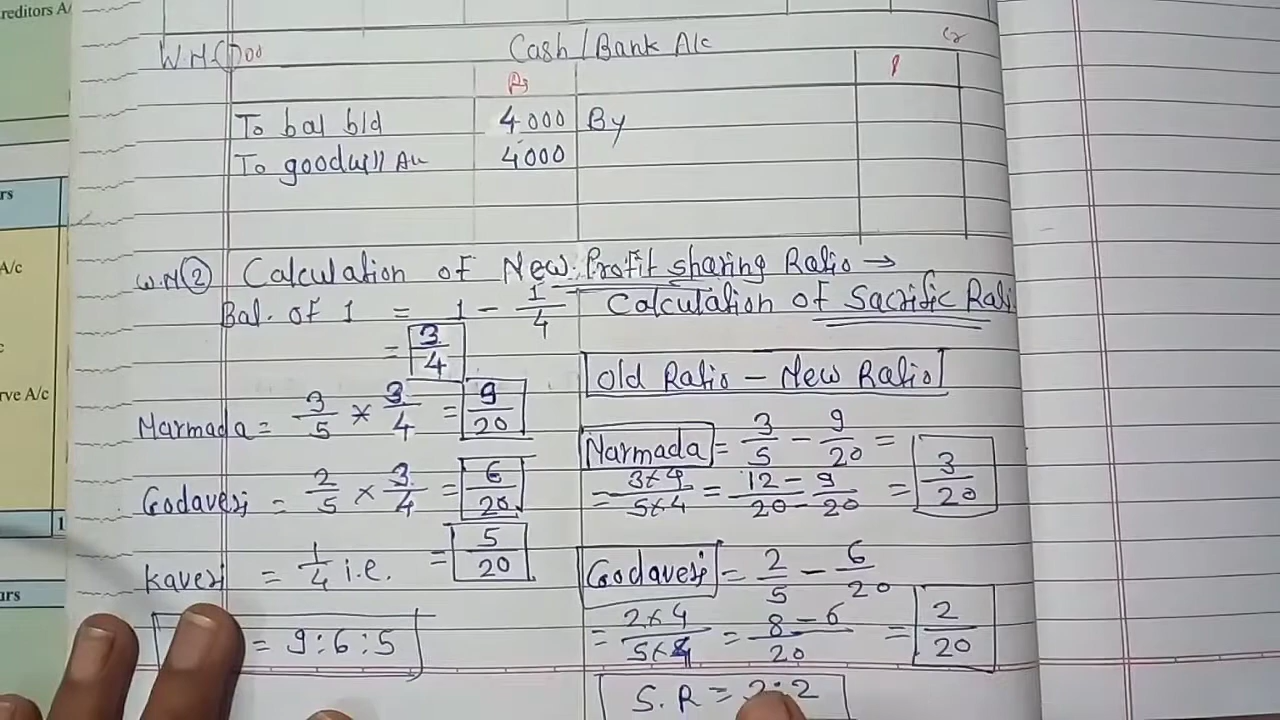 reditors A/
W.N(1)
Cash/Bank A/c
Cr
Rs
To bal b/d 4000 By
To goodwill A/c 4000
rs
A/c
W.N(2) Calculation of New Profit sharing Ratio →
Bal. of 1 = 1 - 1/4
Calculation of Sacrific Rati
= 3/4
rve A/c
Old Ratio - New Ratio
Narmada = 3/5 × 3/4 = 9/20
Narmada = 3/5 - 9/20 =
= 3×4/5×4 = 12-9/20-20 = 3/20
Godaveri = 2/5 × 3/4 = 6/20
Kaveri = 1/4 i.e. = 5/20
Godaveri = 2/5 - 6/20
= 2×4/5×4 = 8-6/20 = 2/20
= 9:6:5
S.R = 3:2
urs